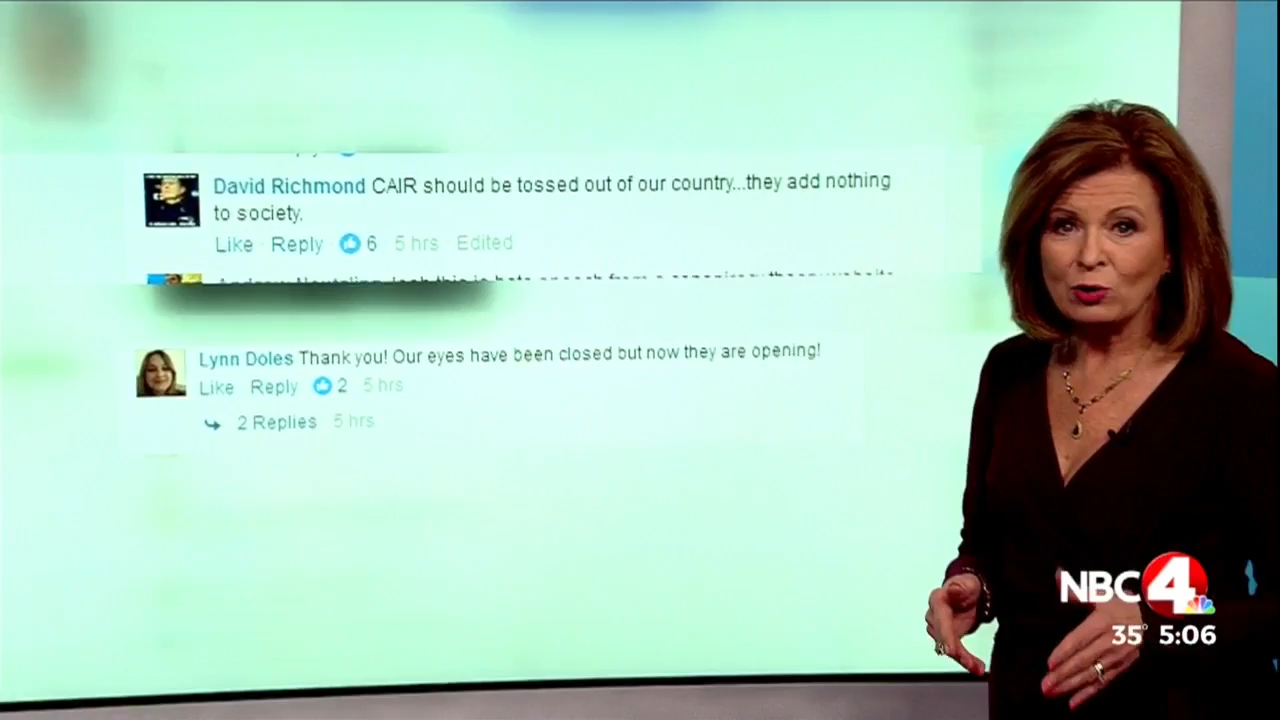 David Richmond CAIR should be tossed out of our country...they add nothing
to society.
Like Reply 6 5 hrs Edited
Lynn Doles Thank you! Our eyes have been closed but now they are opening!
Like Reply 2 5 hrs
2 Replies 5 hrs
NBC 4
35° 5:06